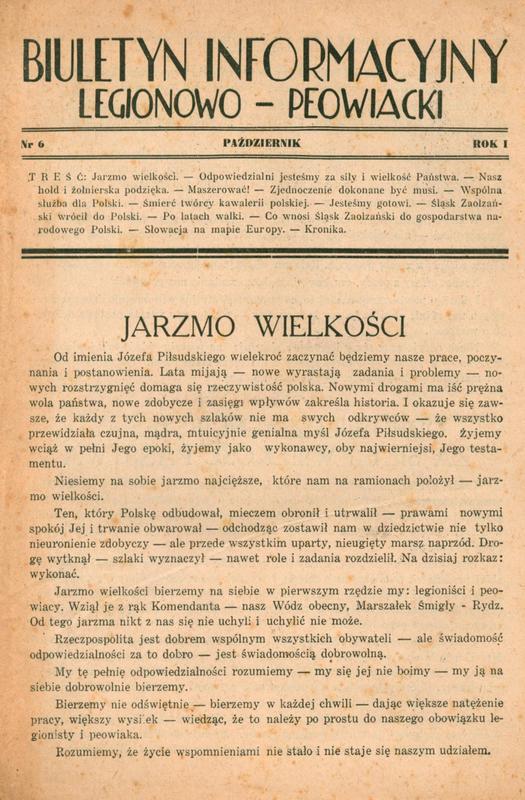 BIULETYN INFORMACYJNY
LEGIONOWO – PEOWIACKI
Nr 6 PAŹDZIERNIK ROK I
TREŚĆ: Jarzmo wielkości. — Odpowiedzialni jesteśmy za siły i wielkość Państwa. — Nasz
hołd i żołnierska podzięka. — Maszerować! — Zjednoczenie dokonane być musi. — Wspólna
służba dla Polski. — Śmierć twórcy kawalerii polskiej. — Jesteśmy gotowi. — Śląsk Zaolzań-
ski wrócił do Polski. — Po latach walki. — Co wnosi Śląsk Zaolzański do gospodarstwa na-
rodowego Polski. — Słowacja na mapie Europy. — Kronika.
JARZMO WIELKOŚCI
Od imienia Józefa Piłsudskiego wielekroć zaczynać będziemy nasze prace, poczy-
nania i postanowienia. Lata mijają — nowe wyrastają zadania i problemy — no-
wych rozstrzygnięć domaga się rzeczywistość polska. Nowymi drogami ma iść prężna
wola państwa, nowe zdobycze i zasięgi wpływów zakreśla historia. I okazuje się zaw-
sze, że każdy z tych nowych szlaków nie ma swych odkrywców — że wszystko
przewidziała czujna, mądra, intuicyjnie genialna myśl Józefa Piłsudskiego. Żyjemy
wciąż w pełni Jego epoki, żyjemy jako wykonawcy, oby najwierniejsi, Jego testa-
mentu.
Niesiemy na sobie jarzmo najcięższe, które nam na ramionach położył — jarz-
mo wielkości.
Ten, który Polskę odbudował, mieczem obronił i utrwalił — prawami nowymi
spokój Jej i trwanie obwarował — odchodząc zostawił nam w dziedzictwie nie tylko
nieuronienie zdobyczy — ale przede wszystkim uparty, nieugięty marsz naprzód. Dro-
gę wytknął — szlaki wyznaczył — nawet role i zadania rozdzielił. Na dzisiaj rozkaz:
wykonać.
Jarzmo wielkości bierzemy na siebie w pierwszym rzędzie my: legioniści i peo-
wiacy. Wziął je z rąk Komendanta — nasz Wódz obecny, Marszałek Śmigły - Rydz.
Od tego jarzma nikt z nas się nie uchyli i uchylić nie może.
Rzeczpospolita jest dobrem wspólnym wszystkich obywateli — ale świadomość
odpowiedzialności za to dobro — jest świadomością dobrowolną.
My tę pełnię odpowiedzialności rozumiemy — my się jej nie boimy — my ją na
siebie dobrowolnie bierzemy.
Bierzemy nie odświętnie — bierzemy w każdej chwili — dając większe natężenie
pracy, większy wysiłek — wiedząc, że to należy po prostu do naszego obowiązku le-
gionisty i peowiaka.
Rozumiemy, że życie wspomnieniami nie stało i nie staje się naszym udziałem.